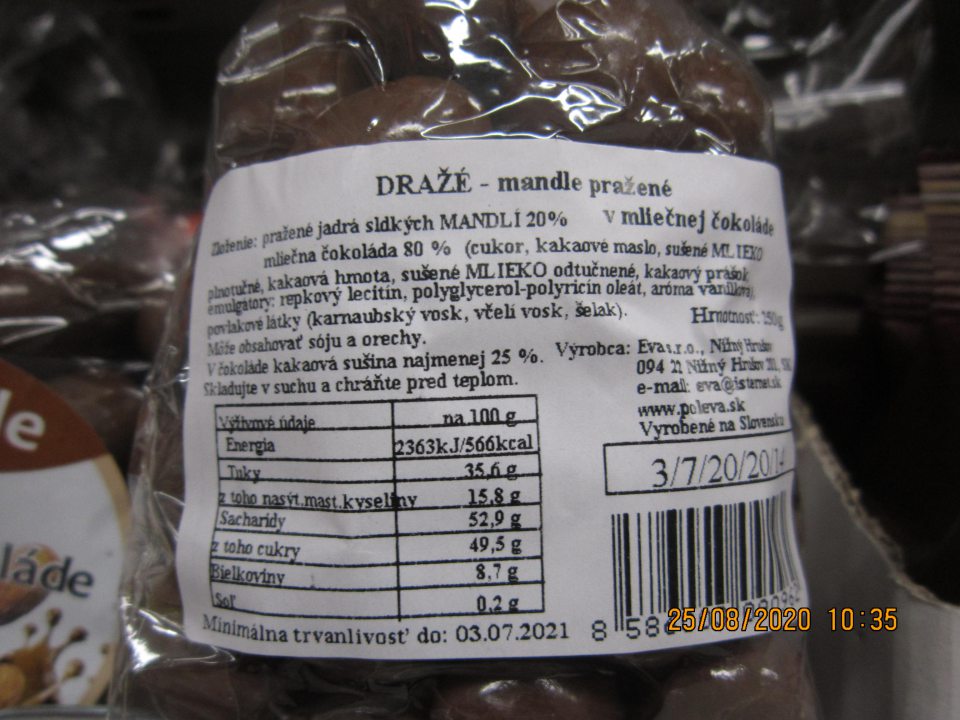 DRAŽÉ - mandle pražené
v mliečnej čokoláde
Zloženie: pražené jadrá sldkých MANDLÍ 20%
mliečna čokoláda 80 % (cukor, kakaové maslo, sušené MLIEKO
plnotučné, kakaová hmota, sušené MLIEKO odtučnené, kakaový prášok
emulgátory: repkový lecitín, polyglycerol-polyricín oleát, aróma vanilková),
povlakové látky (karnaubský vosk, včelí vosk, šelak).
Hmotnosť: 250g
Môže obsahovať sóju a orechy.
V čokoláde kakaová sušina najmenej 25 %.
Skladujte v suchu a chráňte pred teplom.
Výrobca: Eva s.r.o., Nižný Hrušov
094 22 Nižný Hrušov
e-mail:
www.poleva.sk
Vyrobené na Slovensku
3/7/20/20/14
Výživové údaje na 100 g
Energia 2363kJ/566kcal
Tuky 35,6 g
z toho nasýt.mast.kyseliny 15,8 g
Sacharidy 52,9 g
z toho cukry 49,5 g
Bielkoviny 8,7 g
Soľ 0,2 g
Minimálna trvanlivosť do: 03.07.2021
8 58
25/08/2020 10:35
le
láde